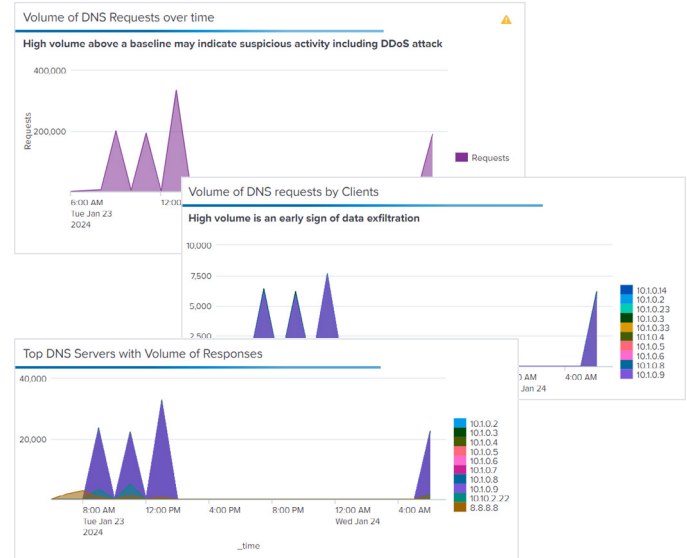 Volume of DNS Requests over time
High volume above a baseline may indicate suspicious activity including DDoS attack
400,000
200,000
Requests
Requests
6:00 AM
Tue Jan 23
2024
12:00
Volume of DNS requests by Clients
High volume is an early sign of data exfiltration
10,000
7,500
5,000
2,500
10.1.0.14
10.1.0.2
10.1.0.23
10.1.0.3
10.1.0.33
10.1.0.4
10.1.0.5
10.1.0.6
10.1.0.8
10.1.0.9
0 AM
Jan 24
4:00 AM
Top DNS Servers with Volume of Responses
40,000
20,000
10.1.0.2
10.1.0.3
10.1.0.4
10.1.0.5
10.1.0.6
10.1.0.7
10.1.0.8
10.1.0.9
10.10.2.22
8.8.8.8
8:00 AM
Tue Jan 23
2024
12:00 PM
4:00 PM
8:00 PM
12:00 AM
Wed Jan 24
4:00 AM
_time